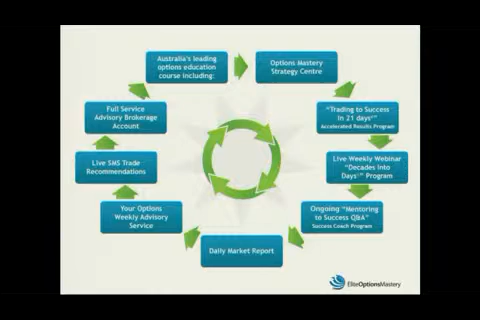 Australia's leading
options education
course including:
Options Mastery
Strategy Centre
"Trading to Success
in 21 days"
Accelerated Results Program
Live Weekly Webinar
"Decades Into
Days" Program
Ongoing "Mentoring
to Success Q&A"
Success Coach Program
Daily Market Report
Your Options
Weekly Advisory
Service
Live SMS Trade
Recommendations
Full Service
Advisory Brokerage
Account
EliteOptionsMastery